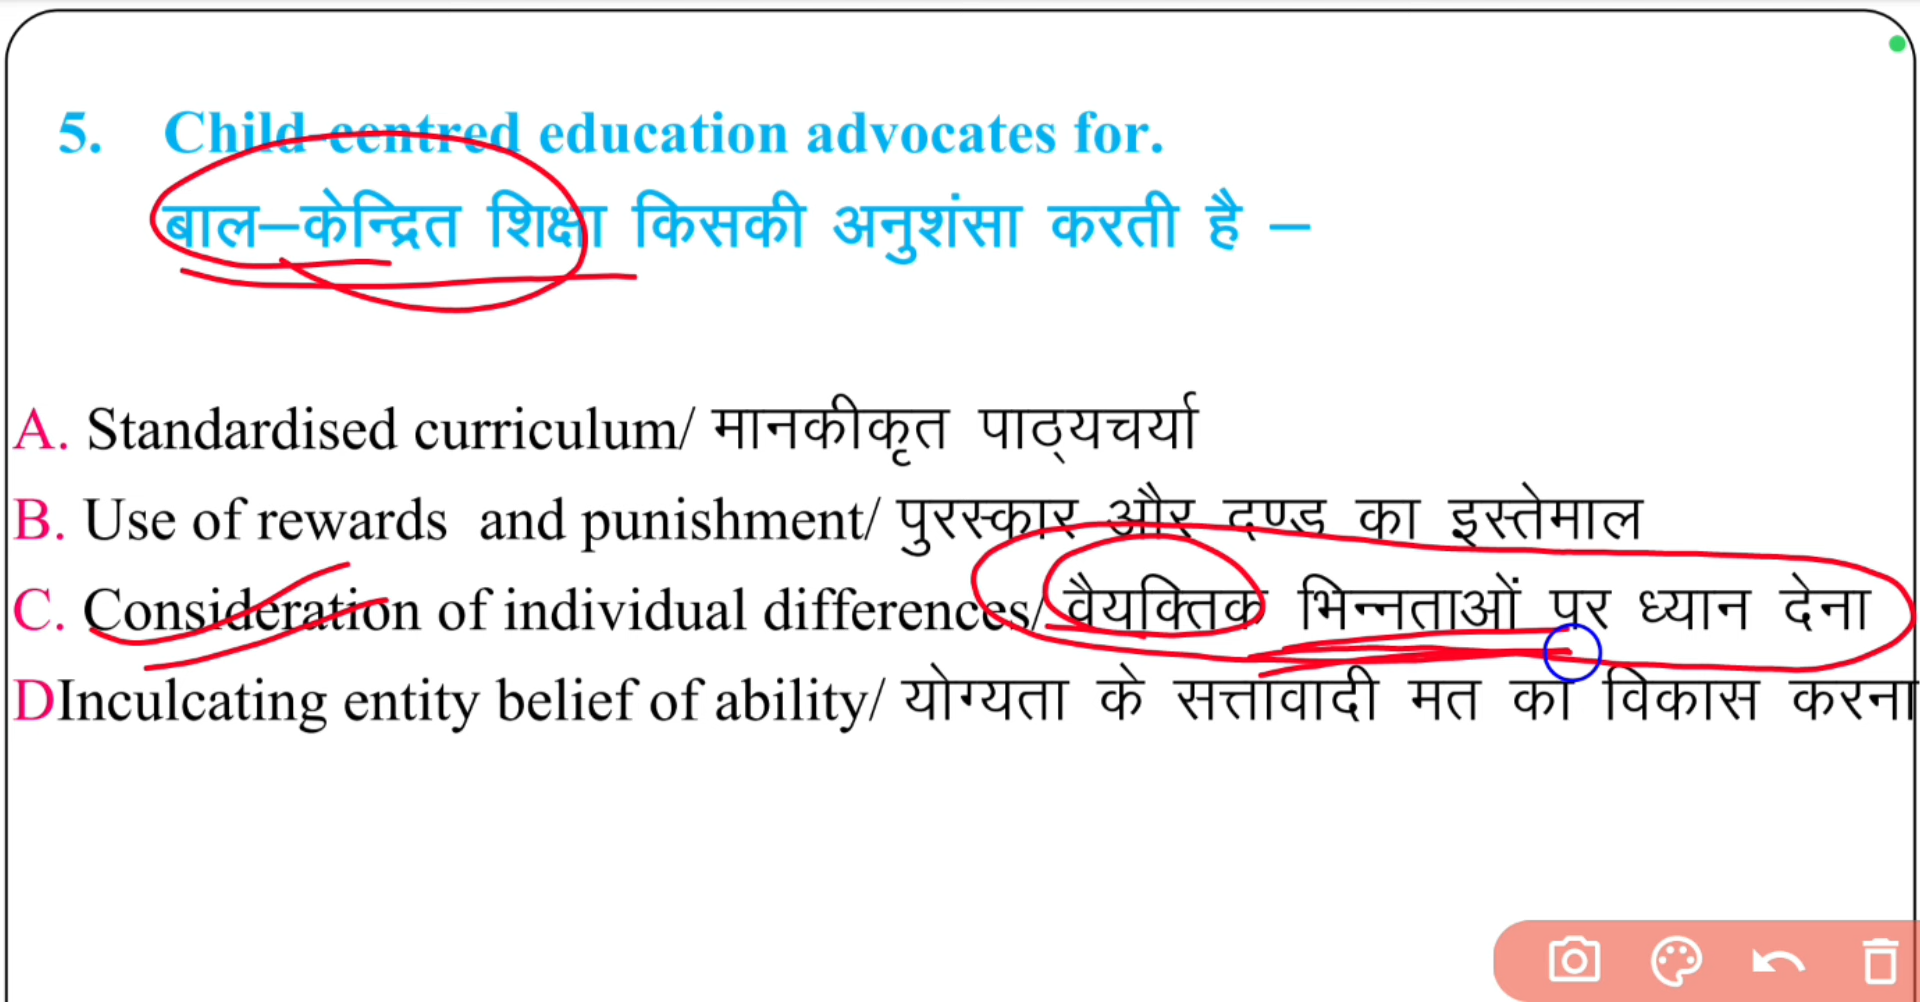 5. Child-centred education advocates for.
बाल–केन्द्रित शिक्षा किसकी अनुशंसा करती है –
A. Standardised curriculum/ मानकीकृत पाठ्यचर्या
B. Use of rewards and punishment/ पुरस्कार और दण्ड का इस्तेमाल
C. Consideration of individual differences/ वैयक्तिक भिन्नताओं पर ध्यान देना
DInculcating entity belief of ability/ योग्यता के सत्तावादी मत का विकास करना